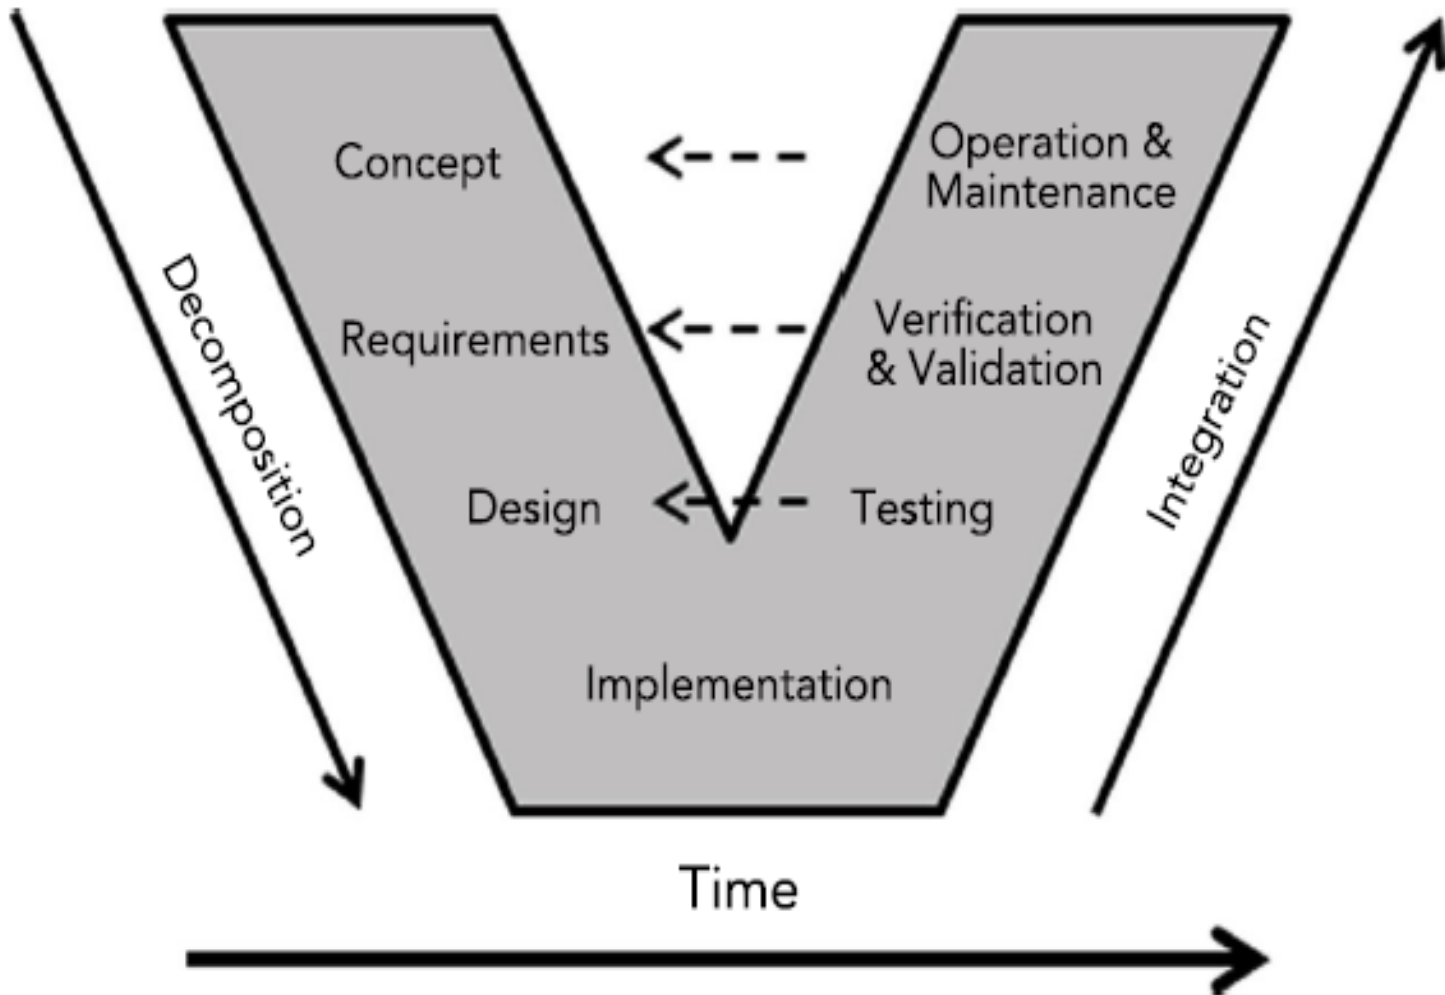 Concept
Operation &
Maintenance
Decomposition
Requirements
Verification
& Validation
Integration
Design
Testing
Implementation
Time